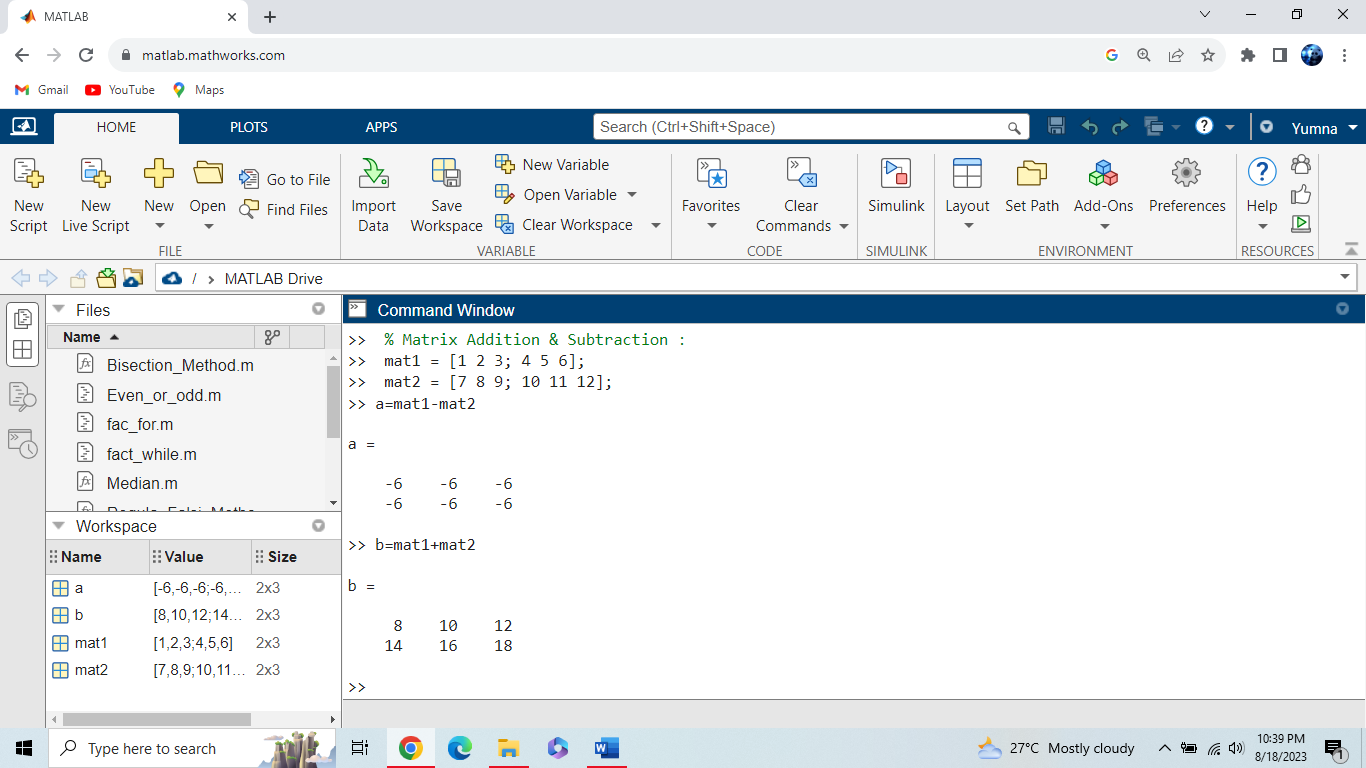 MATLAB
matlab.mathworks.com
Gmail YouTube Maps
HOME PLOTS APPS Search (Ctrl+Shift+Space) Yumna
New Script New Live Script New Open Go to File Find Files
Import Data Save Workspace New Variable Open Variable Clear Workspace
Favorites Clear Commands Simulink Layout Set Path Add-Ons Preferences Help
FILE VARIABLE CODE SIMULINK ENVIRONMENT RESOURCES
/ > MATLAB Drive
Files
Name
Bisection_Method.m
Even_or_odd.m
fac_for.m
fact_while.m
Median.m
Workspace
Name Value Size
a [-6,-6,-6;-6,... 2x3
b [8,10,12;14... 2x3
mat1 [1,2,3;4,5,6] 2x3
mat2 [7,8,9;10,11... 2x3
Command Window
>> % Matrix Addition & Subtraction :
>> mat1 = [1 2 3; 4 5 6];
>> mat2 = [7 8 9; 10 11 12];
>> a=mat1-mat2
a =
-6 -6 -6
-6 -6 -6
>> b=mat1+mat2
b =
8 10 12
14 16 18
>>
Type here to search
27°C Mostly cloudy
10:39 PM
8/18/2023
1